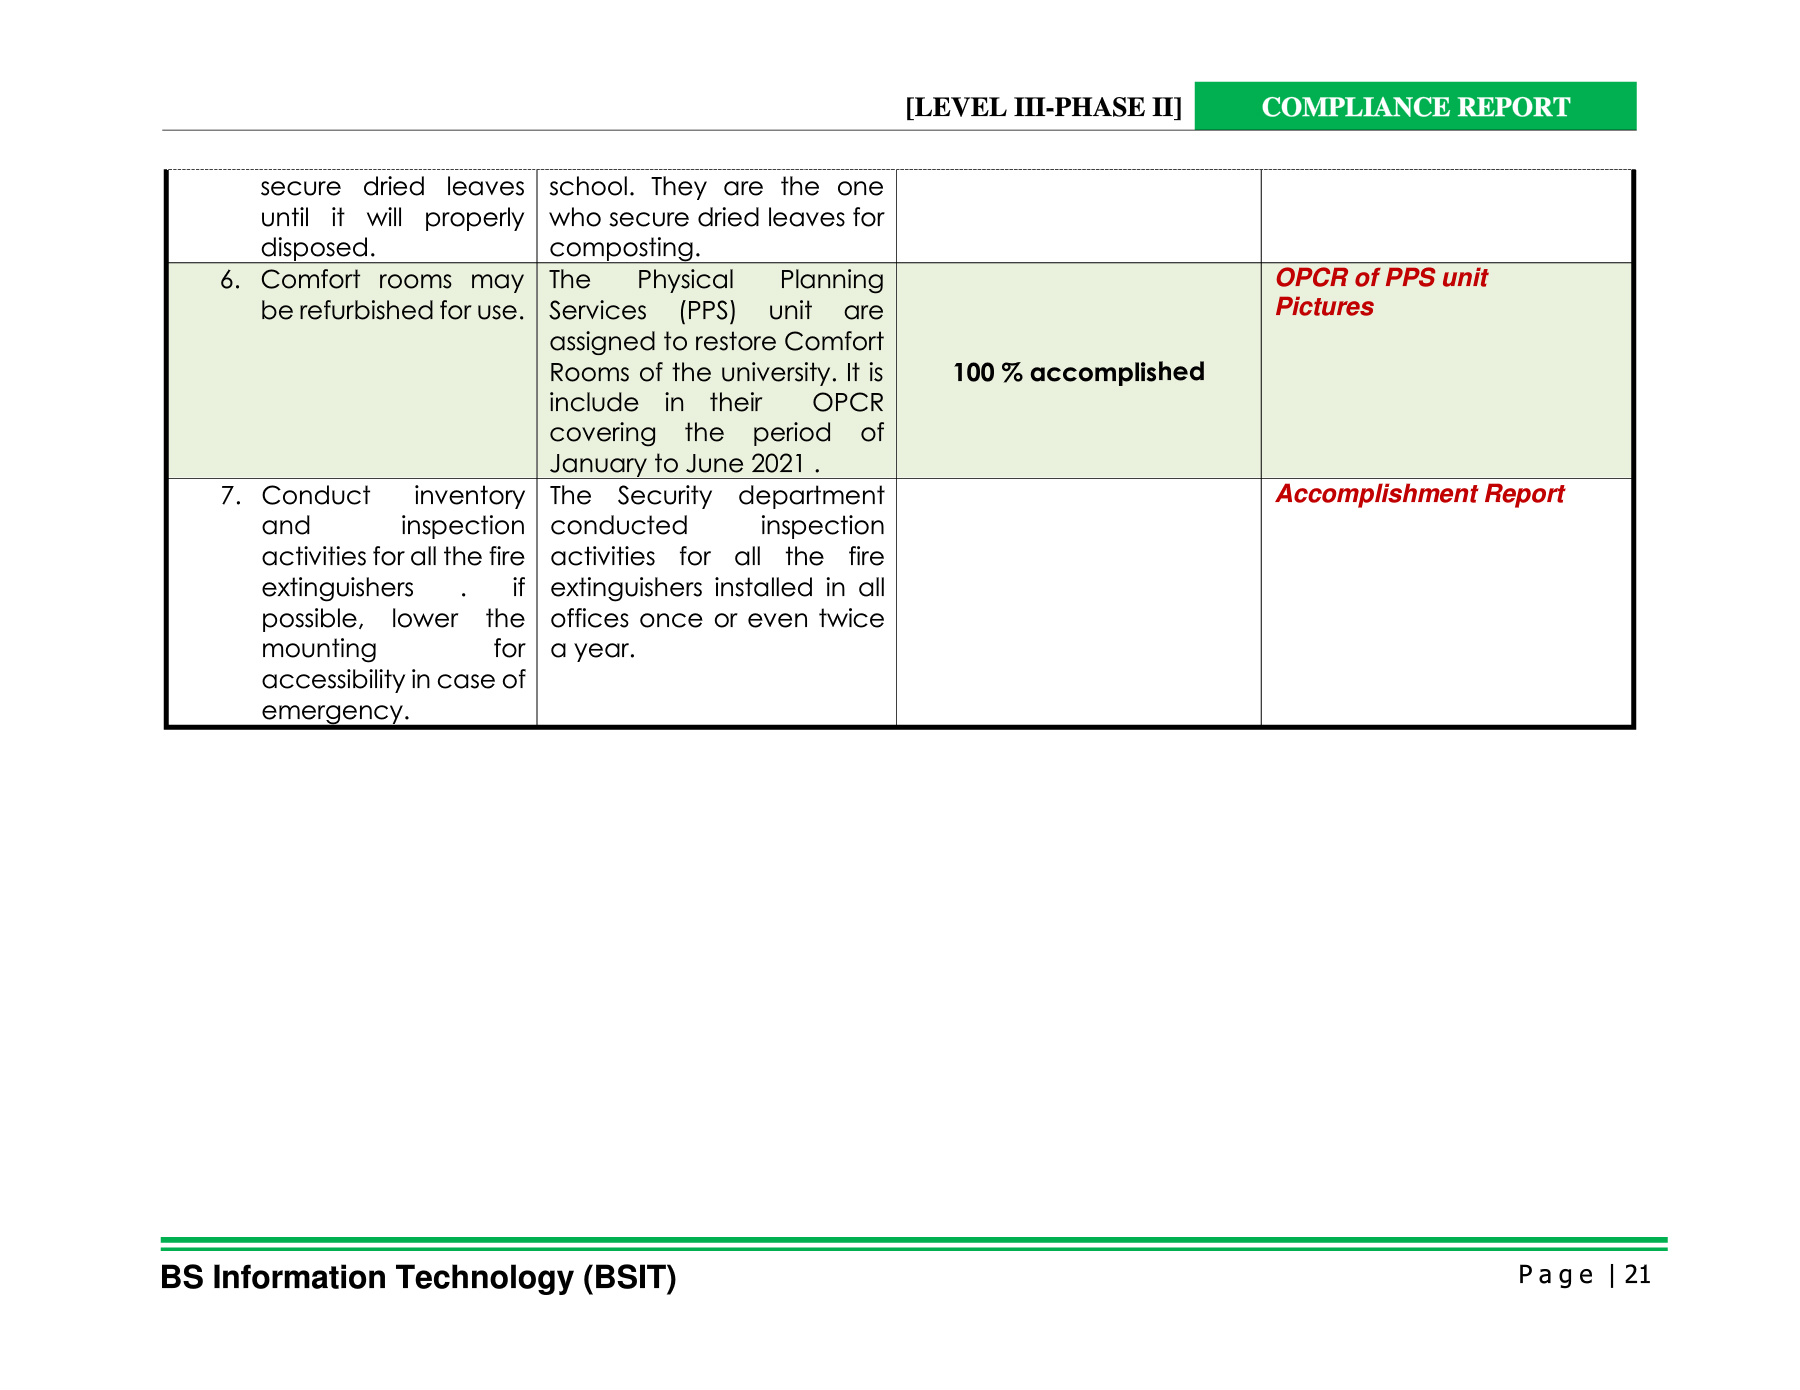 [LEVEL III-PHASE II] COMPLIANCE REPORT
secure dried leaves
until it will properly
disposed.
school. They are the one
who secure dried leaves for
composting.
6. Comfort rooms may
be refurbished for use.
The Physical Planning
Services (PPS) unit are
assigned to restore Comfort
Rooms of the university. It is
include in their OPCR
covering the period of
January to June 2021 .
100 % accomplished
OPCR of PPS unit
Pictures
7. Conduct inventory
and inspection
activities for all the fire
extinguishers . if
possible, lower the
mounting for
accessibility in case of
emergency.
The Security department
conducted inspection
activities for all the fire
extinguishers installed in all
offices once or even twice
a year.
Accomplishment Report
BS Information Technology (BSIT)
Page | 21